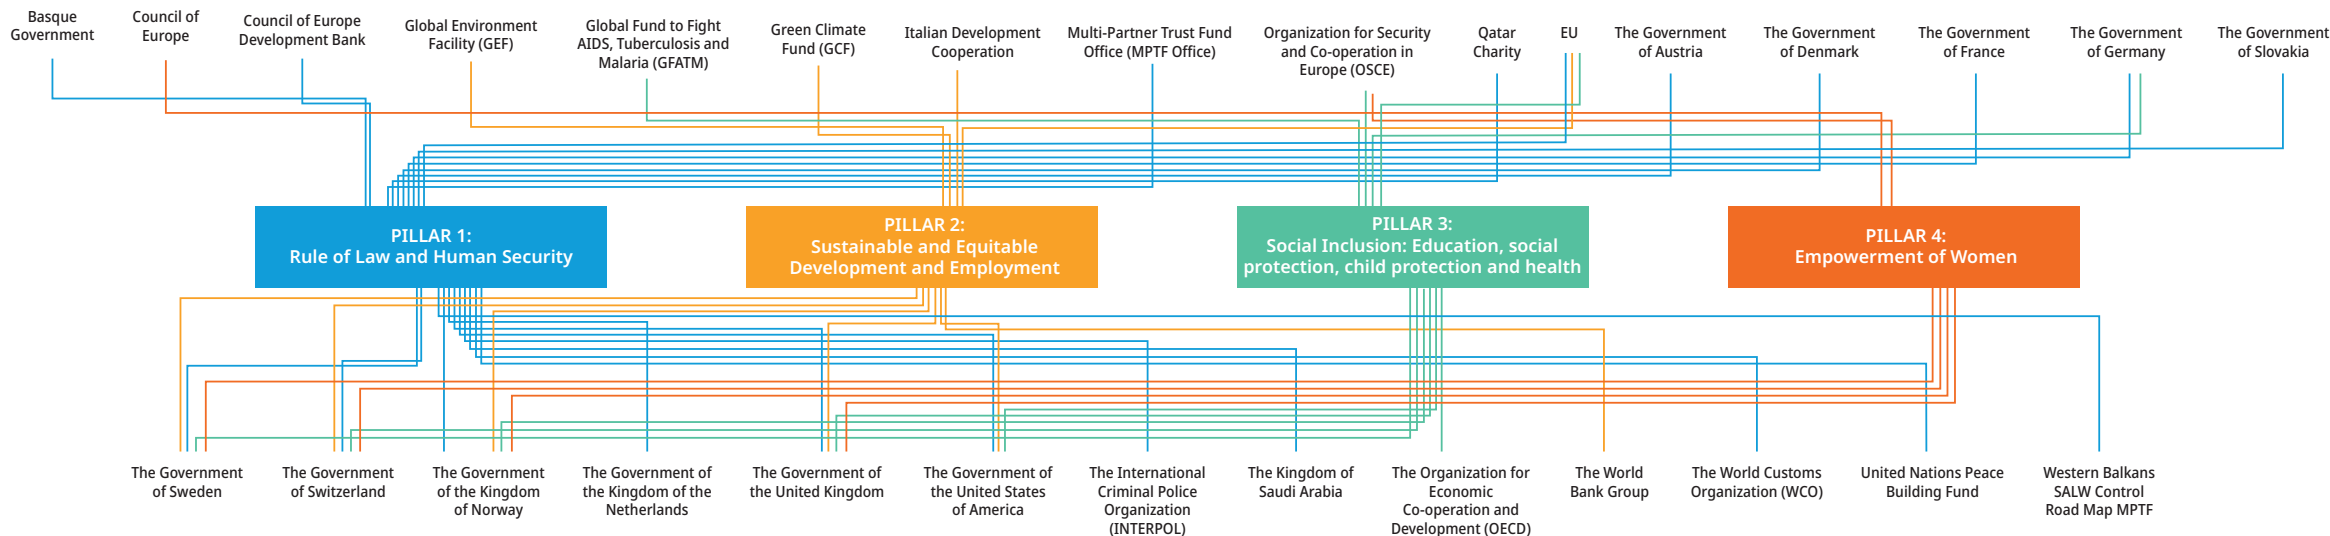 Basque
Government
Council of
Europe
Council of Europe
Development Bank
Global Environment
Facility (GEF)
Global Fund to Fight
AIDS, Tuberculosis and
Malaria (GFATM)
Green Climate
Fund (GCF)
Italian Development
Cooperation
Multi-Partner Trust Fund
Office (MPTF Office)
Organization for Security
and Co-operation in
Europe (OSCE)
Qatar
Charity
EU
The Government
of Austria
The Government
of Denmark
The Government
of France
The Government
of Germany
The Government
of Slovakia
PILLAR 1:
Rule of Law and Human Security
PILLAR 2:
Sustainable and Equitable
Development and Employment
PILLAR 3:
Social Inclusion: Education, social
protection, child protection and health
PILLAR 4:
Empowerment of Women
The Government
of Sweden
The Government
of Switzerland
The Government
of the Kingdom
of Norway
The Government of
the Kingdom of the
Netherlands
The Government of
the United Kingdom
The Government of
the United States
of America
The International
Criminal Police
Organization
(INTERPOL)
The Kingdom of
Saudi Arabia
The Organization for
Economic
Co-operation and
Development (OECD)
The World
Bank Group
The World Customs
Organization (WCO)
United Nations Peace
Building Fund
Western Balkans
SALW Control
Road Map MPTF